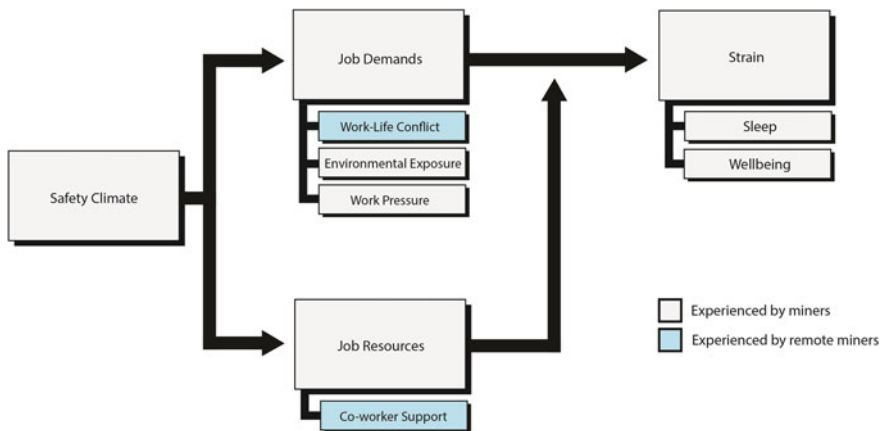 Job Demands
Strain
Work-Life Conflict
Sleep
Environmental Exposure
Wellbeing
Safety Climate
Work Pressure
Experienced by miners
Job Resources
Experienced by remote miners
Co-worker Support